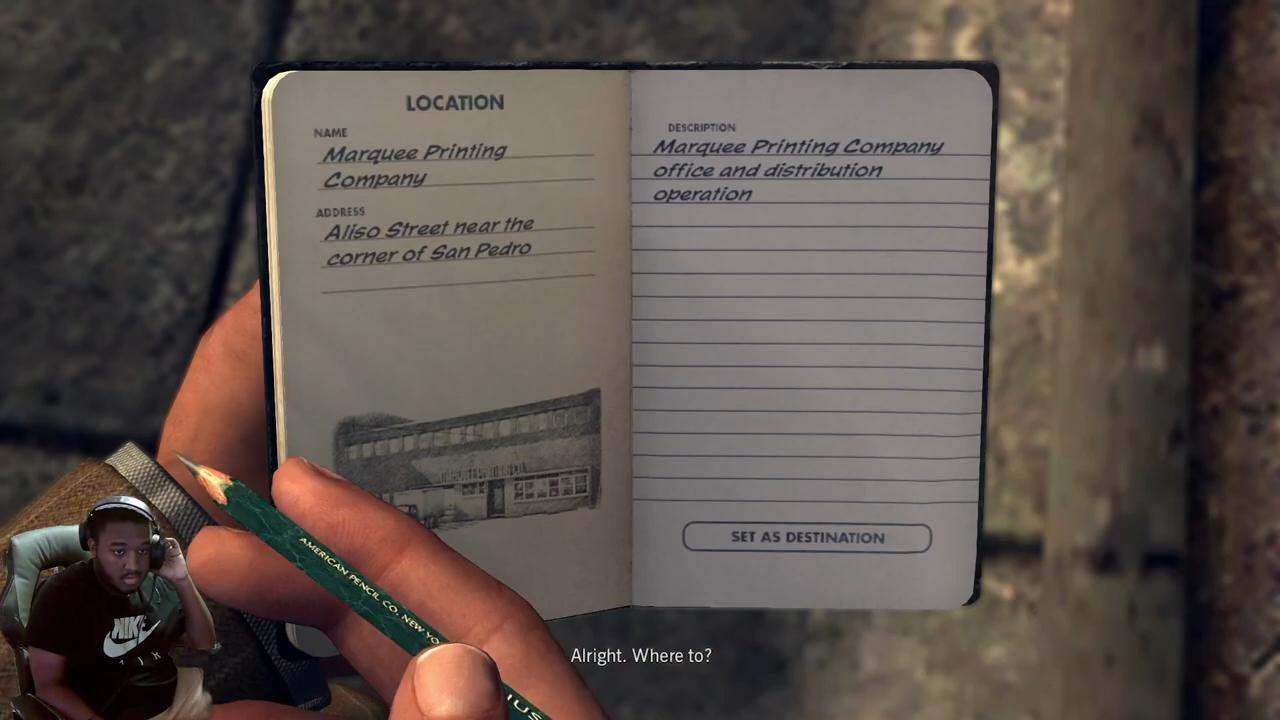 LOCATION
NAME
Marquee Printing
Company
ADDRESS
Aliso Street near the
corner of San Pedro
DESCRIPTION
Marquee Printing Company
office and distribution
operation
SET AS DESTINATION
AMERICAN PENCIL CO. NEW YO
NIKE
Alright. Where to?